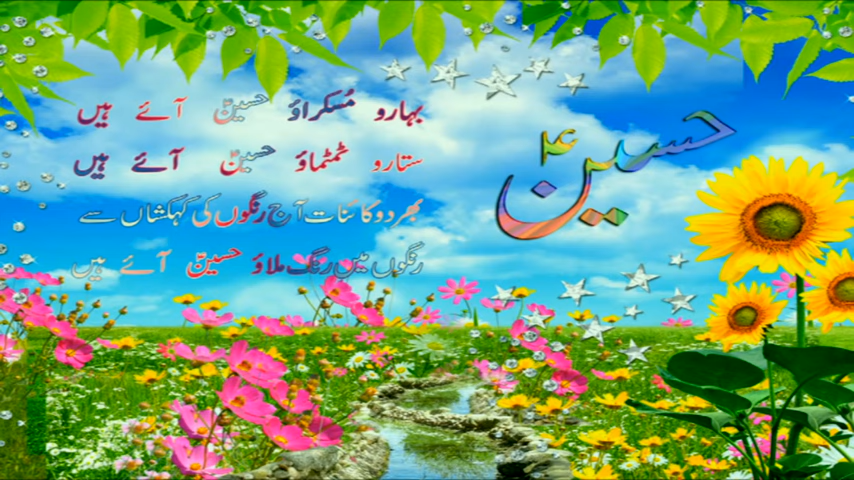 بہارو مُسکراؤ حسینؑ آئے ہیں
ستارو ٹمٹماؤ حسینؑ آئے ہیں
بھر دو کائنات آج رنگوں کی کہکشاں سے
رنگوں میں رنگ ملاؤ حسینؑ آئے ہیں
حسینؑ